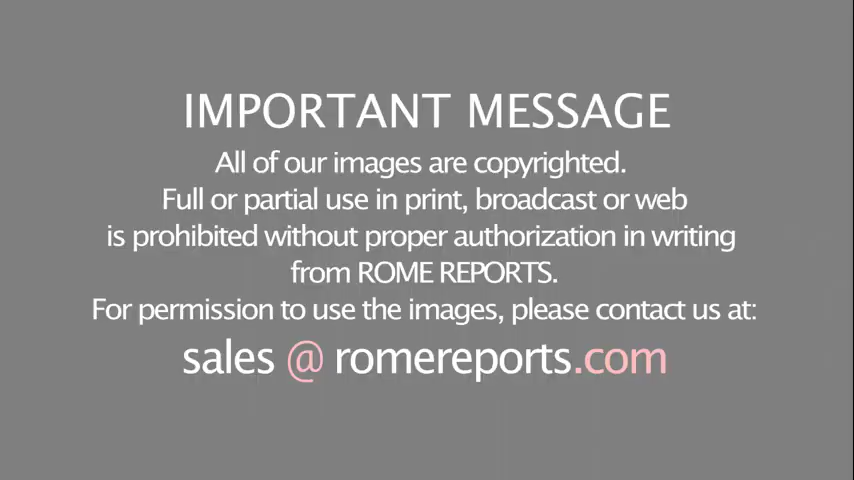 IMPORTANT MESSAGE
All of our images are copyrighted.
Full or partial use in print, broadcast or web
is prohibited without proper authorization in writing
from ROME REPORTS.
For permission to use the images, please contact us at:
sales @ romereports.com